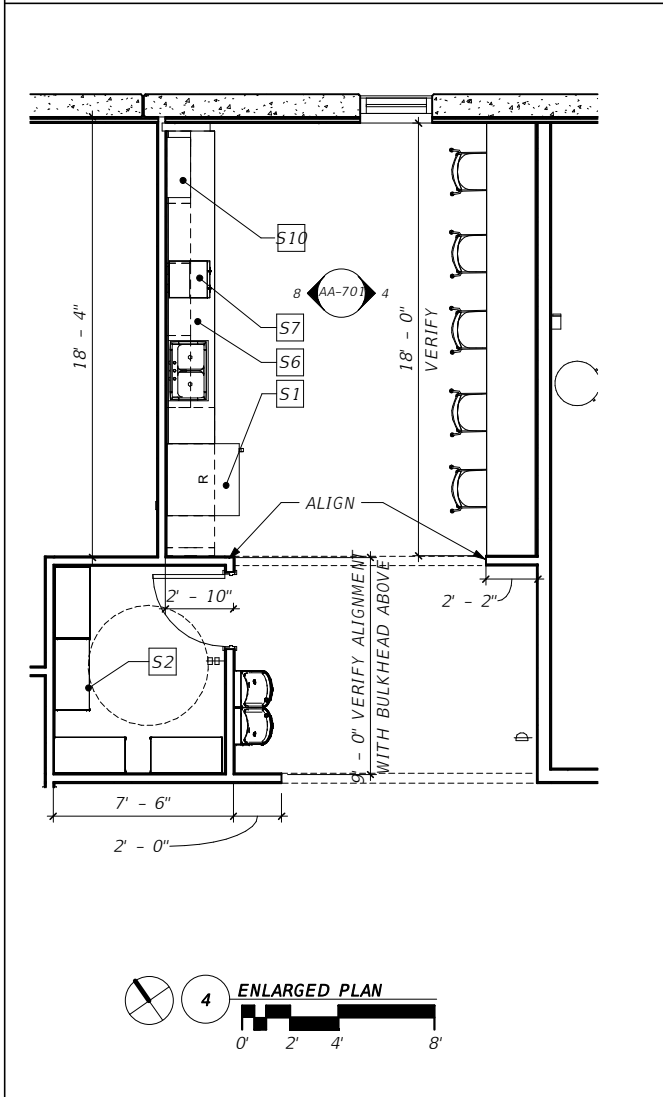 S10
8 AA-701 4
S7
S6
S1
18' - 4"
18' - 0"
VERIFY
R
ALIGN
2' - 10"
2' - 2"
9' - 0" VERIFY ALIGNMENT
WITH BULKHEAD ABOVE
S2
D
7' - 6"
2' - 0"
4 ENLARGED PLAN
0' 2' 4' 8'